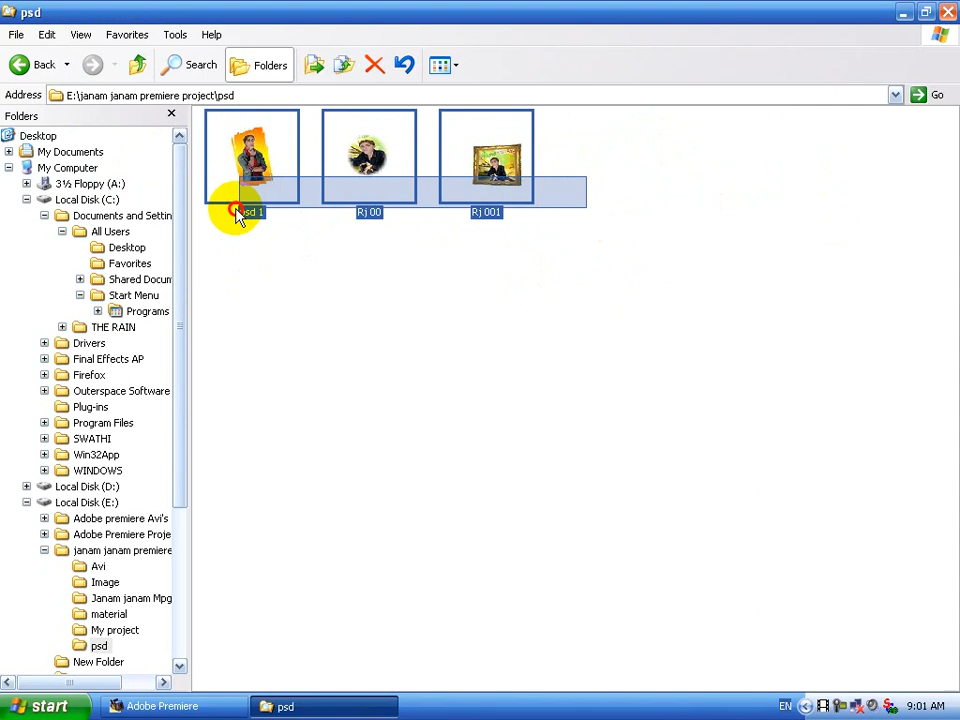 psd
File Edit View Favorites Tools Help
Back Search Folders
Address E:\janam janam premiere project\psd Go
Folders
Desktop
My Documents
My Computer
3½ Floppy (A:)
Local Disk (C:)
Documents and Settin
All Users
Desktop
Favorites
Shared Docum
Start Menu
Programs
THE RAIN
Drivers
Final Effects AP
Firefox
Outerspace Software
Plug-ins
Program Files
SWATHI
Win32App
WINDOWS
Local Disk (D:)
Local Disk (E:)
Adobe premiere Avi's
Adobe Premiere Proje
janam janam premiere
Avi
Image
Janam janam Mpg
material
My project
psd
New Folder
psd 1 Rj 00 Rj 001
start Adobe Premiere psd EN 9:01 AM